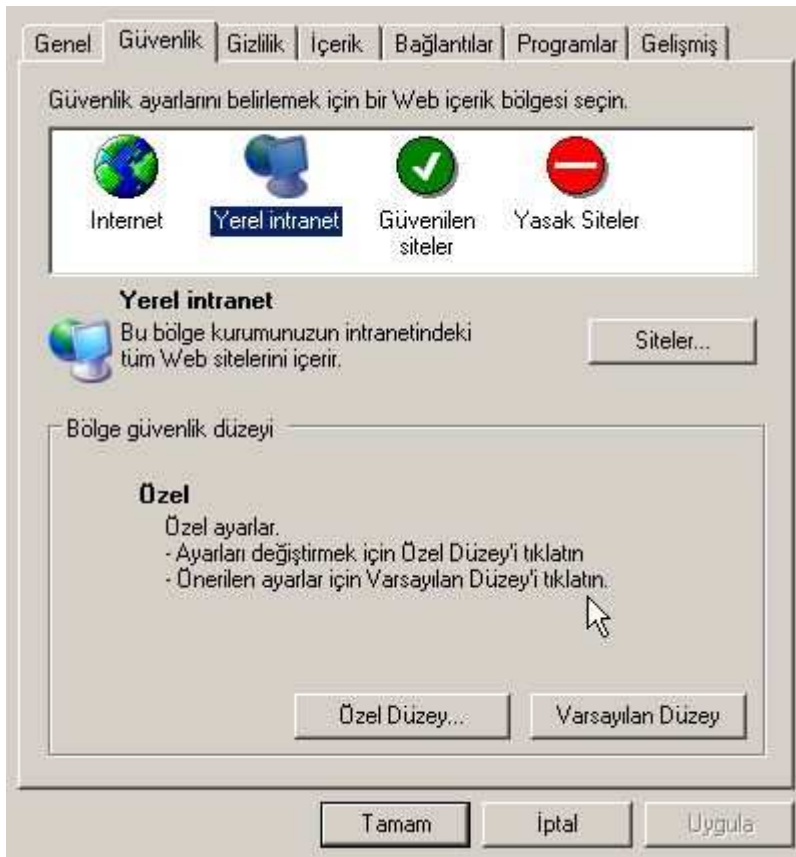 Genel Güvenlik Gizlilik İçerik Bağlantılar Programlar Gelişmiş
Güvenlik ayarlarını belirlemek için bir Web içerik bölgesi seçin.
Internet Yerel intranet Güvenilen siteler Yasak Siteler
Yerel intranet
Bu bölge kurumunuzun intranetindeki
tüm Web sitelerini içerir.
Siteler...
Bölge güvenlik düzeyi
Özel
Özel ayarlar.
- Ayarları değiştirmek için Özel Düzey'i tıklatın
- Önerilen ayarlar için Varsayılan Düzey'i tıklatın.
Özel Düzey... Varsayılan Düzey
Tamam İptal Uygula